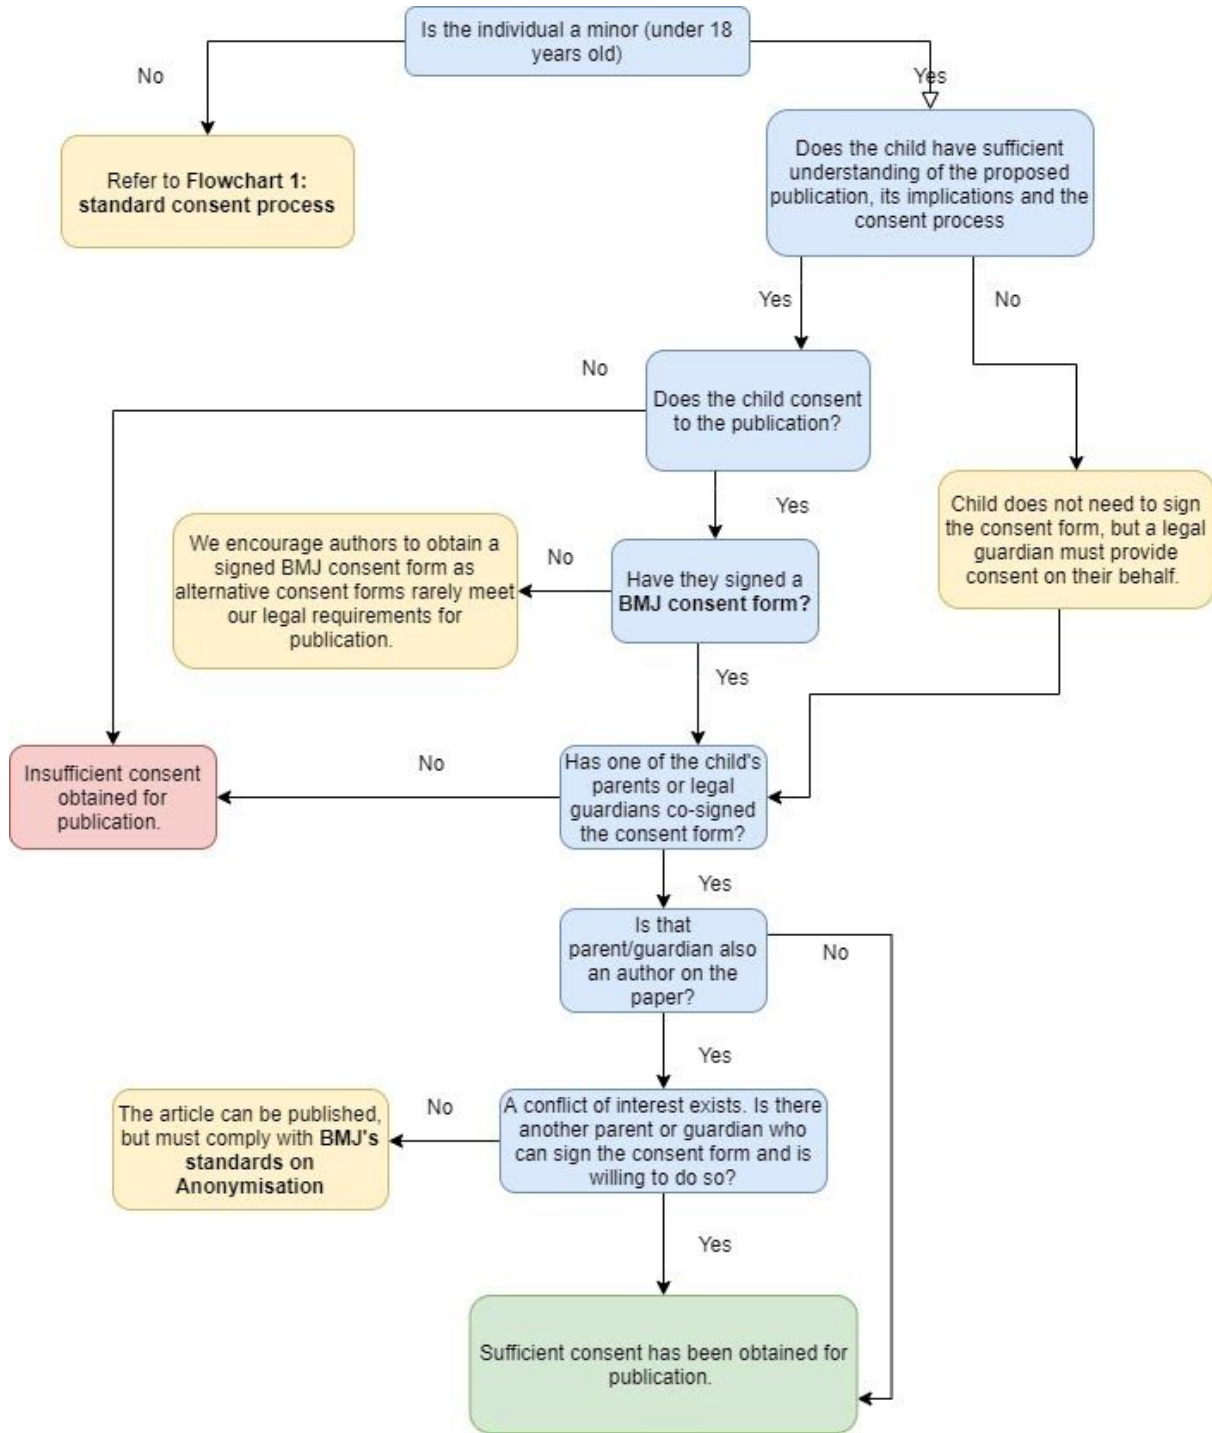 Is the individual a minor (under 18
years old)
No
Yes
Refer to Flowchart 1:
standard consent process
Does the child have sufficient
understanding of the proposed
publication, its implications and the
consent process
Yes
No
No
Does the child consent
to the publication?
Yes
Child does not need to sign
the consent form, but a legal
guardian must provide
consent on their behalf.
We encourage authors to obtain a
signed BMJ consent form as
alternative consent forms rarely meet
our legal requirements for
publication.
No
Have they signed a
BMJ consent form?
Yes
Insufficient consent
obtained for
publication.
No
Has one of the child's
parents or legal
guardians co-signed
the consent form?
Yes
Is that
parent/guardian also
an author on the
paper?
No
Yes
The article can be published,
but must comply with BMJ's
standards on
Anonymisation
No
A conflict of interest exists. Is there
another parent or guardian who
can sign the consent form and is
willing to do so?
Yes
Sufficient consent has been obtained for
publication.